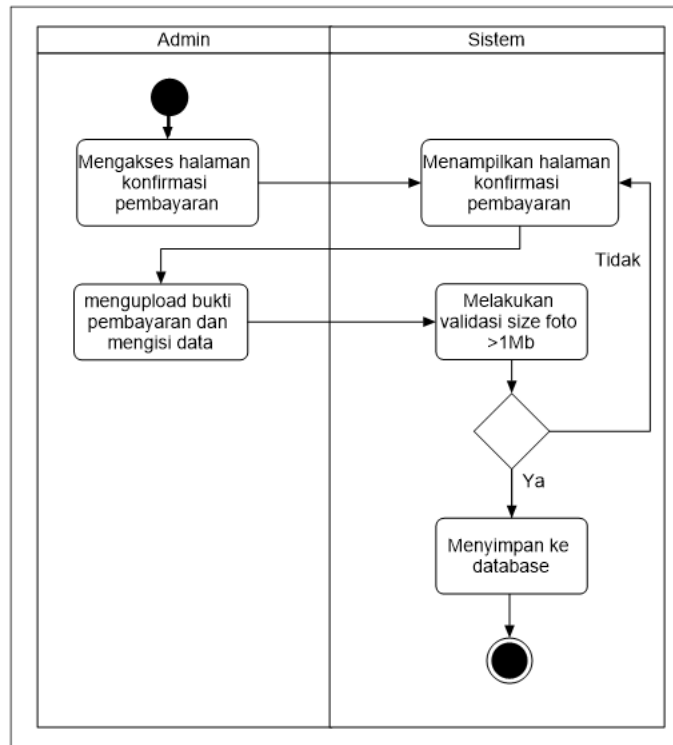 Admin
Sistem
Mengakses halaman
konfirmasi
pembayaran
Menampilkan halaman
konfirmasi
pembayaran
Tidak
mengupload bukti
pembayaran dan
mengisi data
Melakukan
validasi size foto
>1Mb
Ya
Menyimpan ke
database